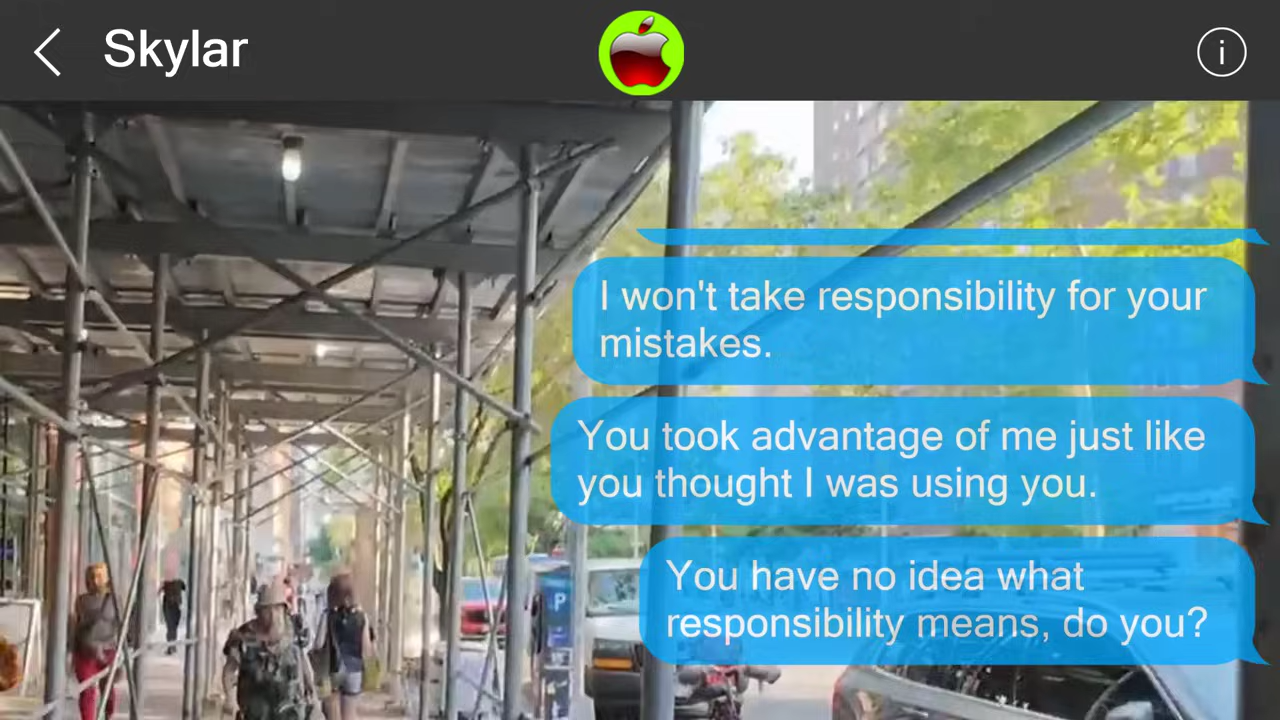 Skylar
i
I won't take responsibility for your
mistakes.
You took advantage of me just like
you thought I was using you.
You have no idea what
responsibility means, do you?
P